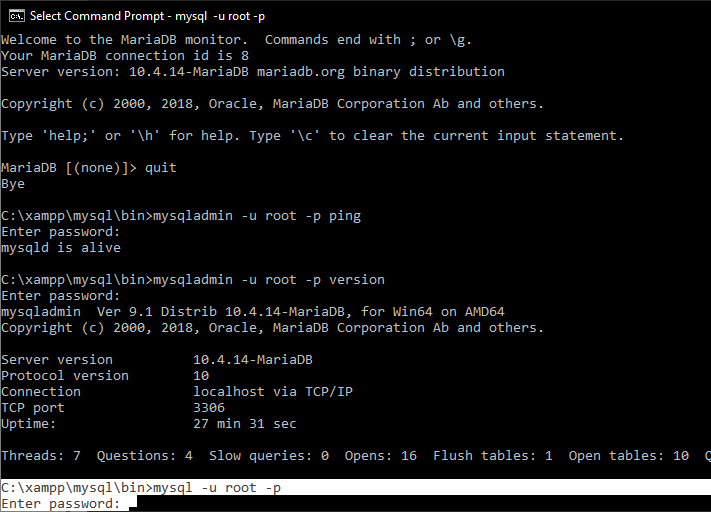 Select Command Prompt - mysql -u root -p
Welcome to the MariaDB monitor.  Commands end with ; or \g.
Your MariaDB connection id is 8
Server version: 10.4.14-MariaDB mariadb.org binary distribution
Copyright (c) 2000, 2018, Oracle, MariaDB Corporation Ab and others.
Type 'help;' or '\h' for help. Type '\c' to clear the current input statement.
MariaDB [(none)]> quit
Bye
C:\xampp\mysql\bin>mysqladmin -u root -p ping
Enter password:
mysqld is alive
C:\xampp\mysql\bin>mysqladmin -u root -p version
Enter password:
mysqladmin  Ver 9.1 Distrib 10.4.14-MariaDB, for Win64 on AMD64
Copyright (c) 2000, 2018, Oracle, MariaDB Corporation Ab and others.
Server version          10.4.14-MariaDB
Protocol version        10
Connection              localhost via TCP/IP
TCP port                3306
Uptime:                 27 min 31 sec
Threads: 7  Questions: 4  Slow queries: 0  Opens: 16  Flush tables: 1  Open tables: 10  Q
C:\xampp\mysql\bin>mysql -u root -p
Enter password: